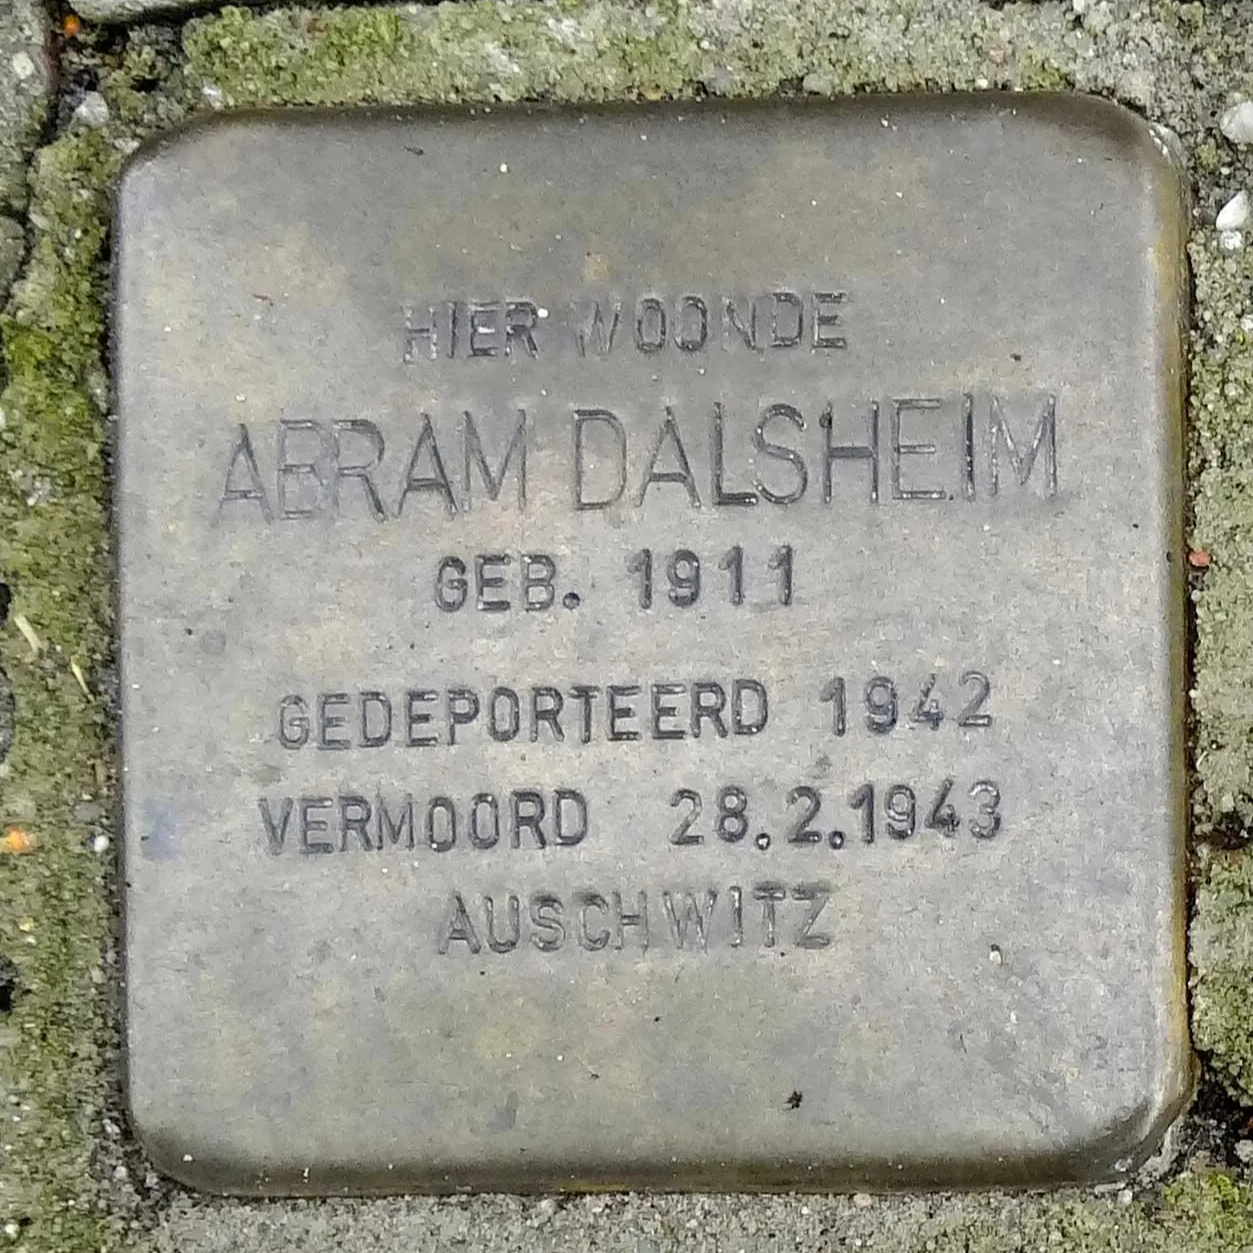 HIER WOONDE
ABRAM DALSHEIM
GEB. 1911
GEDEPORTEERD 1942
VERMOORD 28.2.1943
AUSCHWITZ